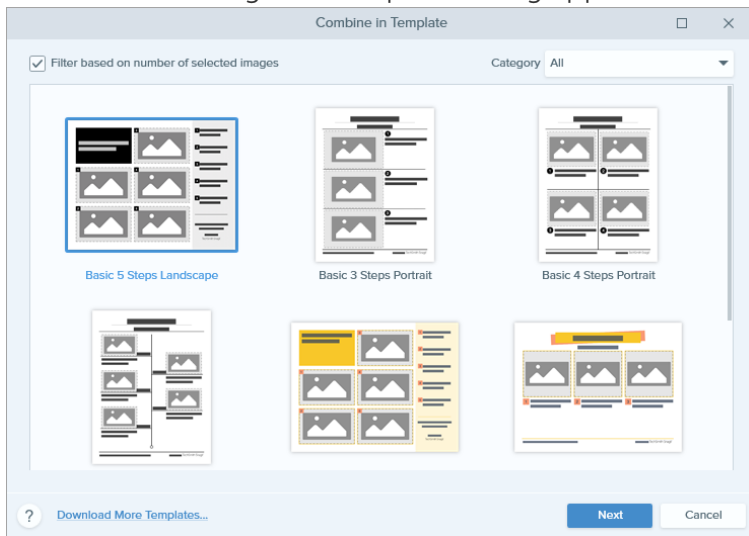 Combine in Template
Filter based on number of selected images
Category All
Basic 5 Steps Landscape
Basic 3 Steps Portrait
Basic 4 Steps Portrait
? Download More Templates...
Next
Cancel